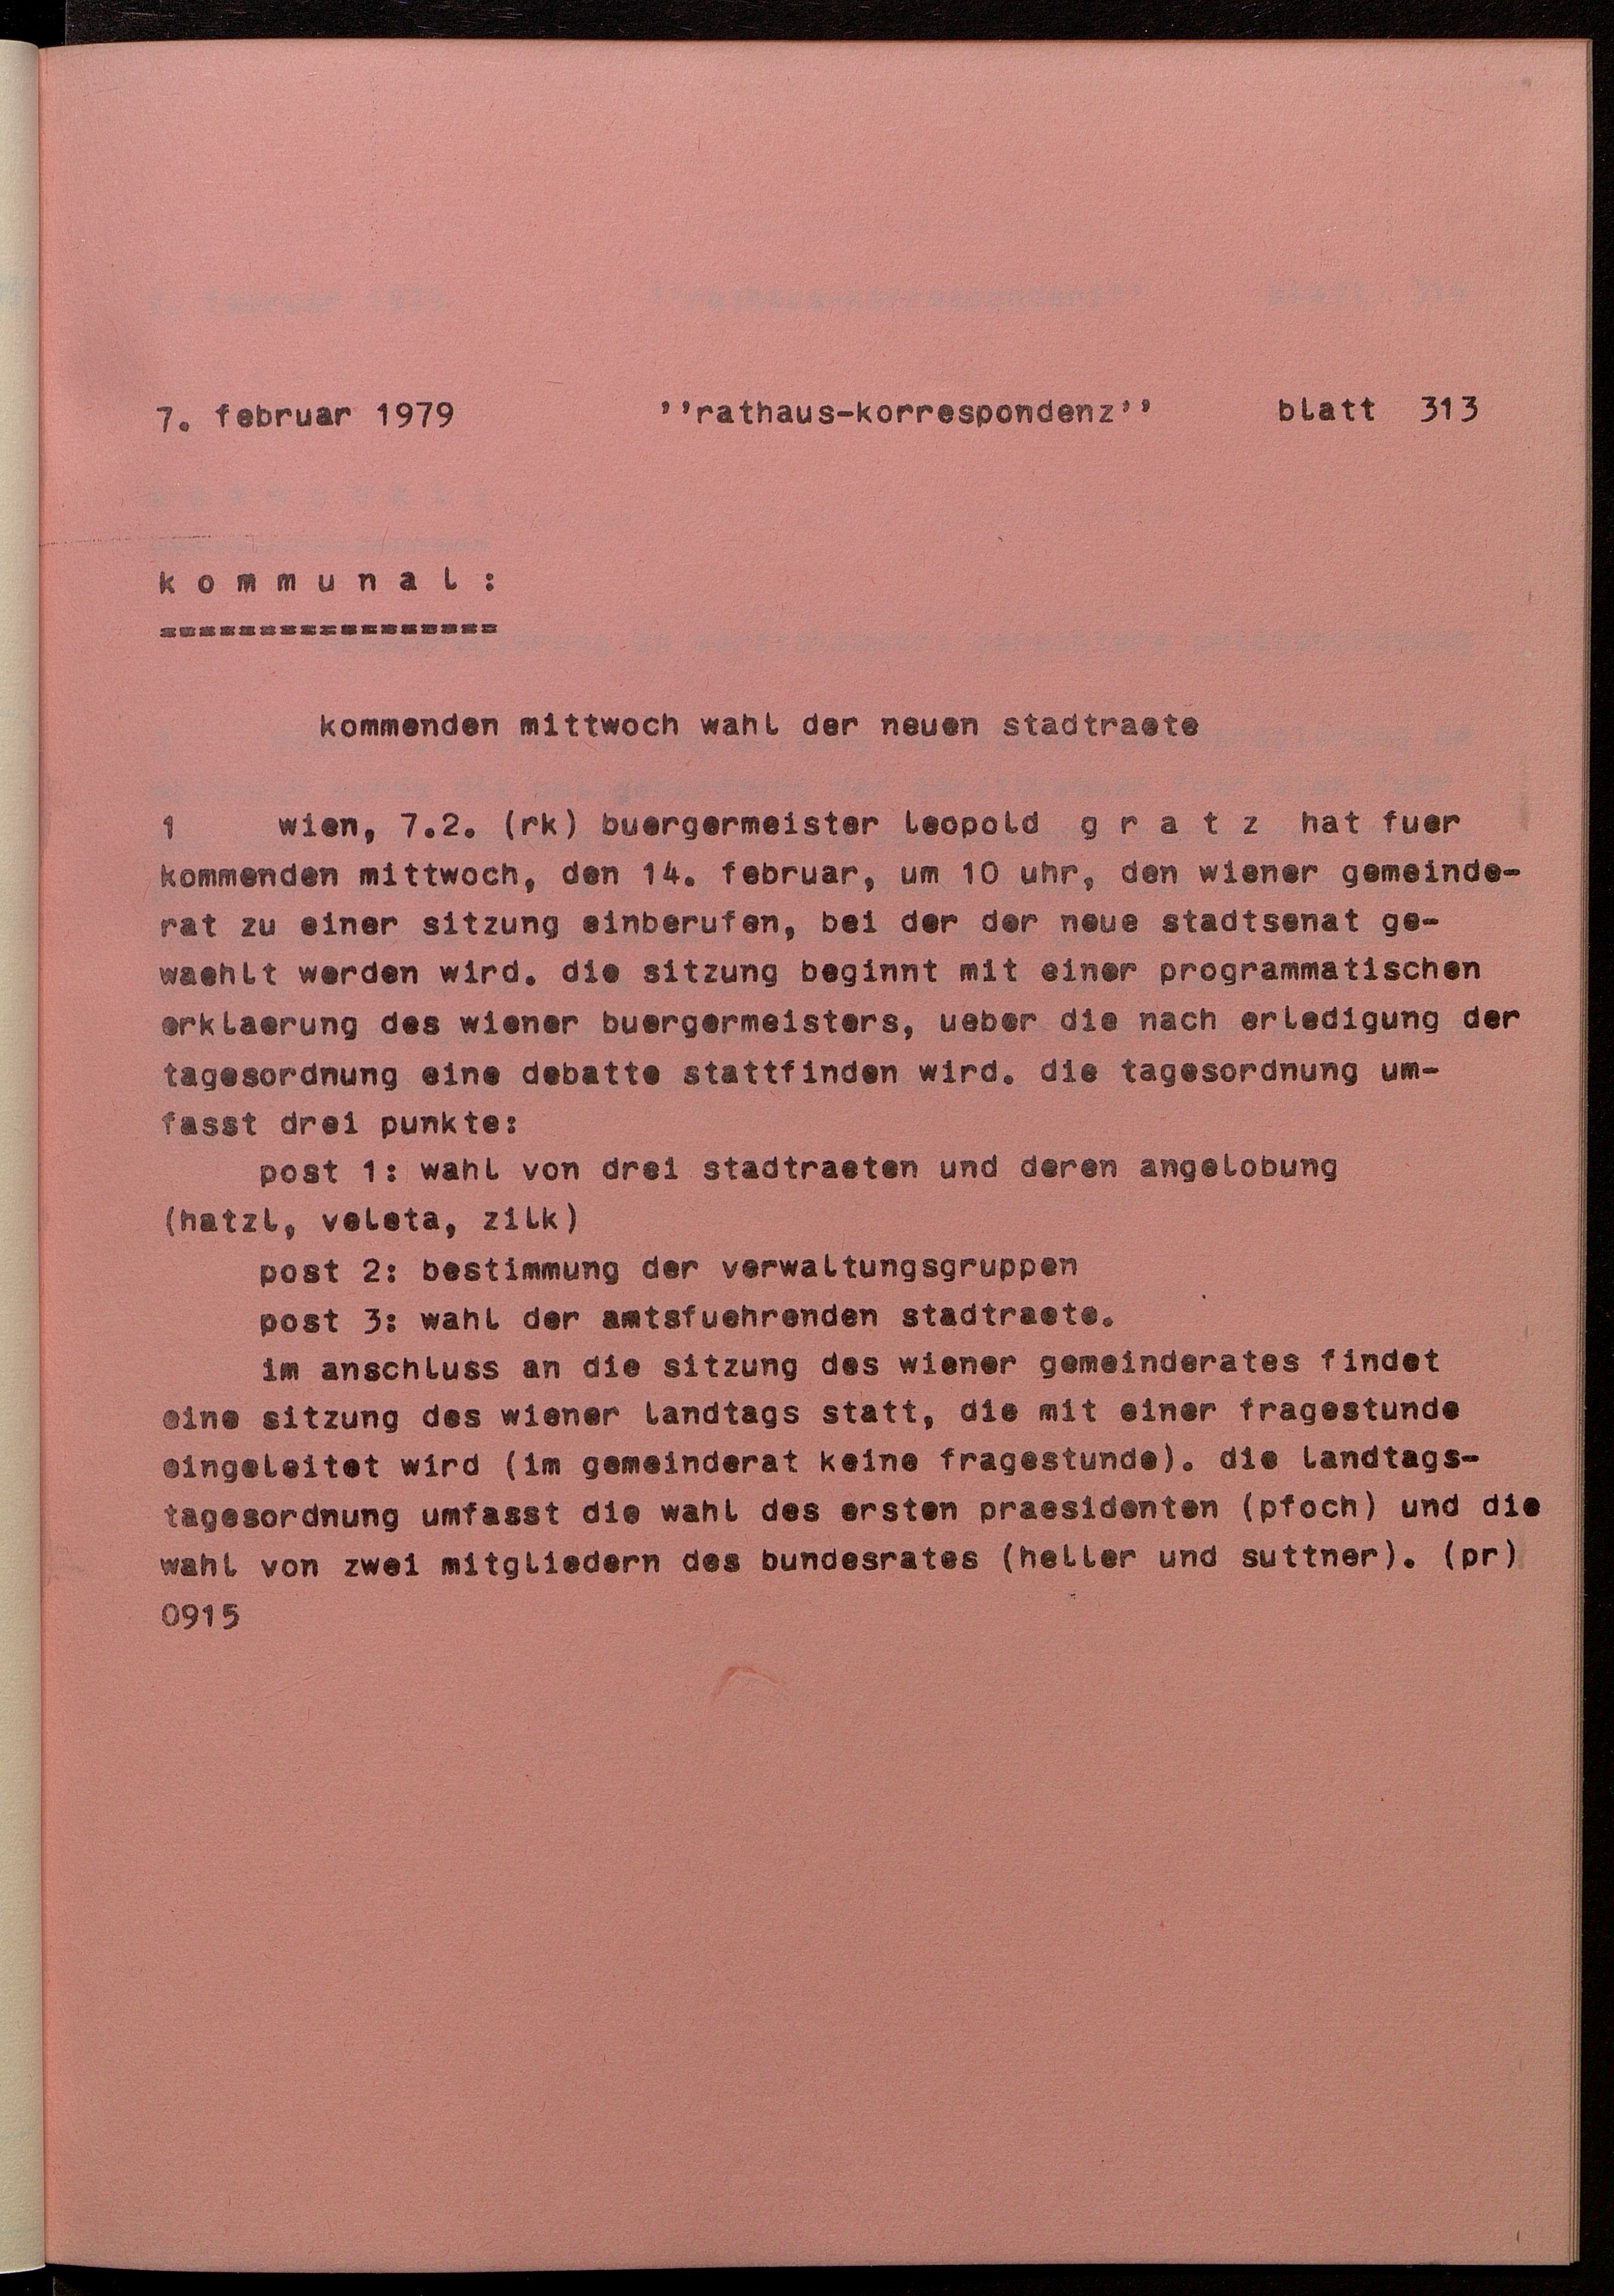 7. februar 1979 ''rathaus-korrespondenz'' blatt 313
k o m m u n a l :
=================
kommenden mittwoch wahl der neuen stadtraete
1 wien, 7.2. (rk) buergermeister leopold g r a t z hat fuer
kommenden mittwoch, den 14. februar, um 10 uhr, den wiener gemeinde-
rat zu einer sitzung einberufen, bei der der neue stadtsenat ge-
waehlt werden wird. die sitzung beginnt mit einer programmatischen
erklaerung des wiener buergermeisters, ueber die nach erledigung der
tagesordnung eine debatte stattfinden wird. die tagesordnung um-
fasst drei punkte:
post 1: wahl von drei stadtraeten und deren angelobung
(hatzl, veleta, zilk)
post 2: bestimmung der verwaltungsgruppen
post 3: wahl der amtsfuehrenden stadtraete.
im anschluss an die sitzung des wiener gemeinderates findet
eine sitzung des wiener landtags statt, die mit einer fragestunde
eingeleitet wird (im gemeinderat keine fragestunde). die landtags-
tagesordnung umfasst die wahl des ersten praesidenten (pfoch) und die
wahl von zwei mitgliedern des bundesrates (heller und suttner). (pr)
0915